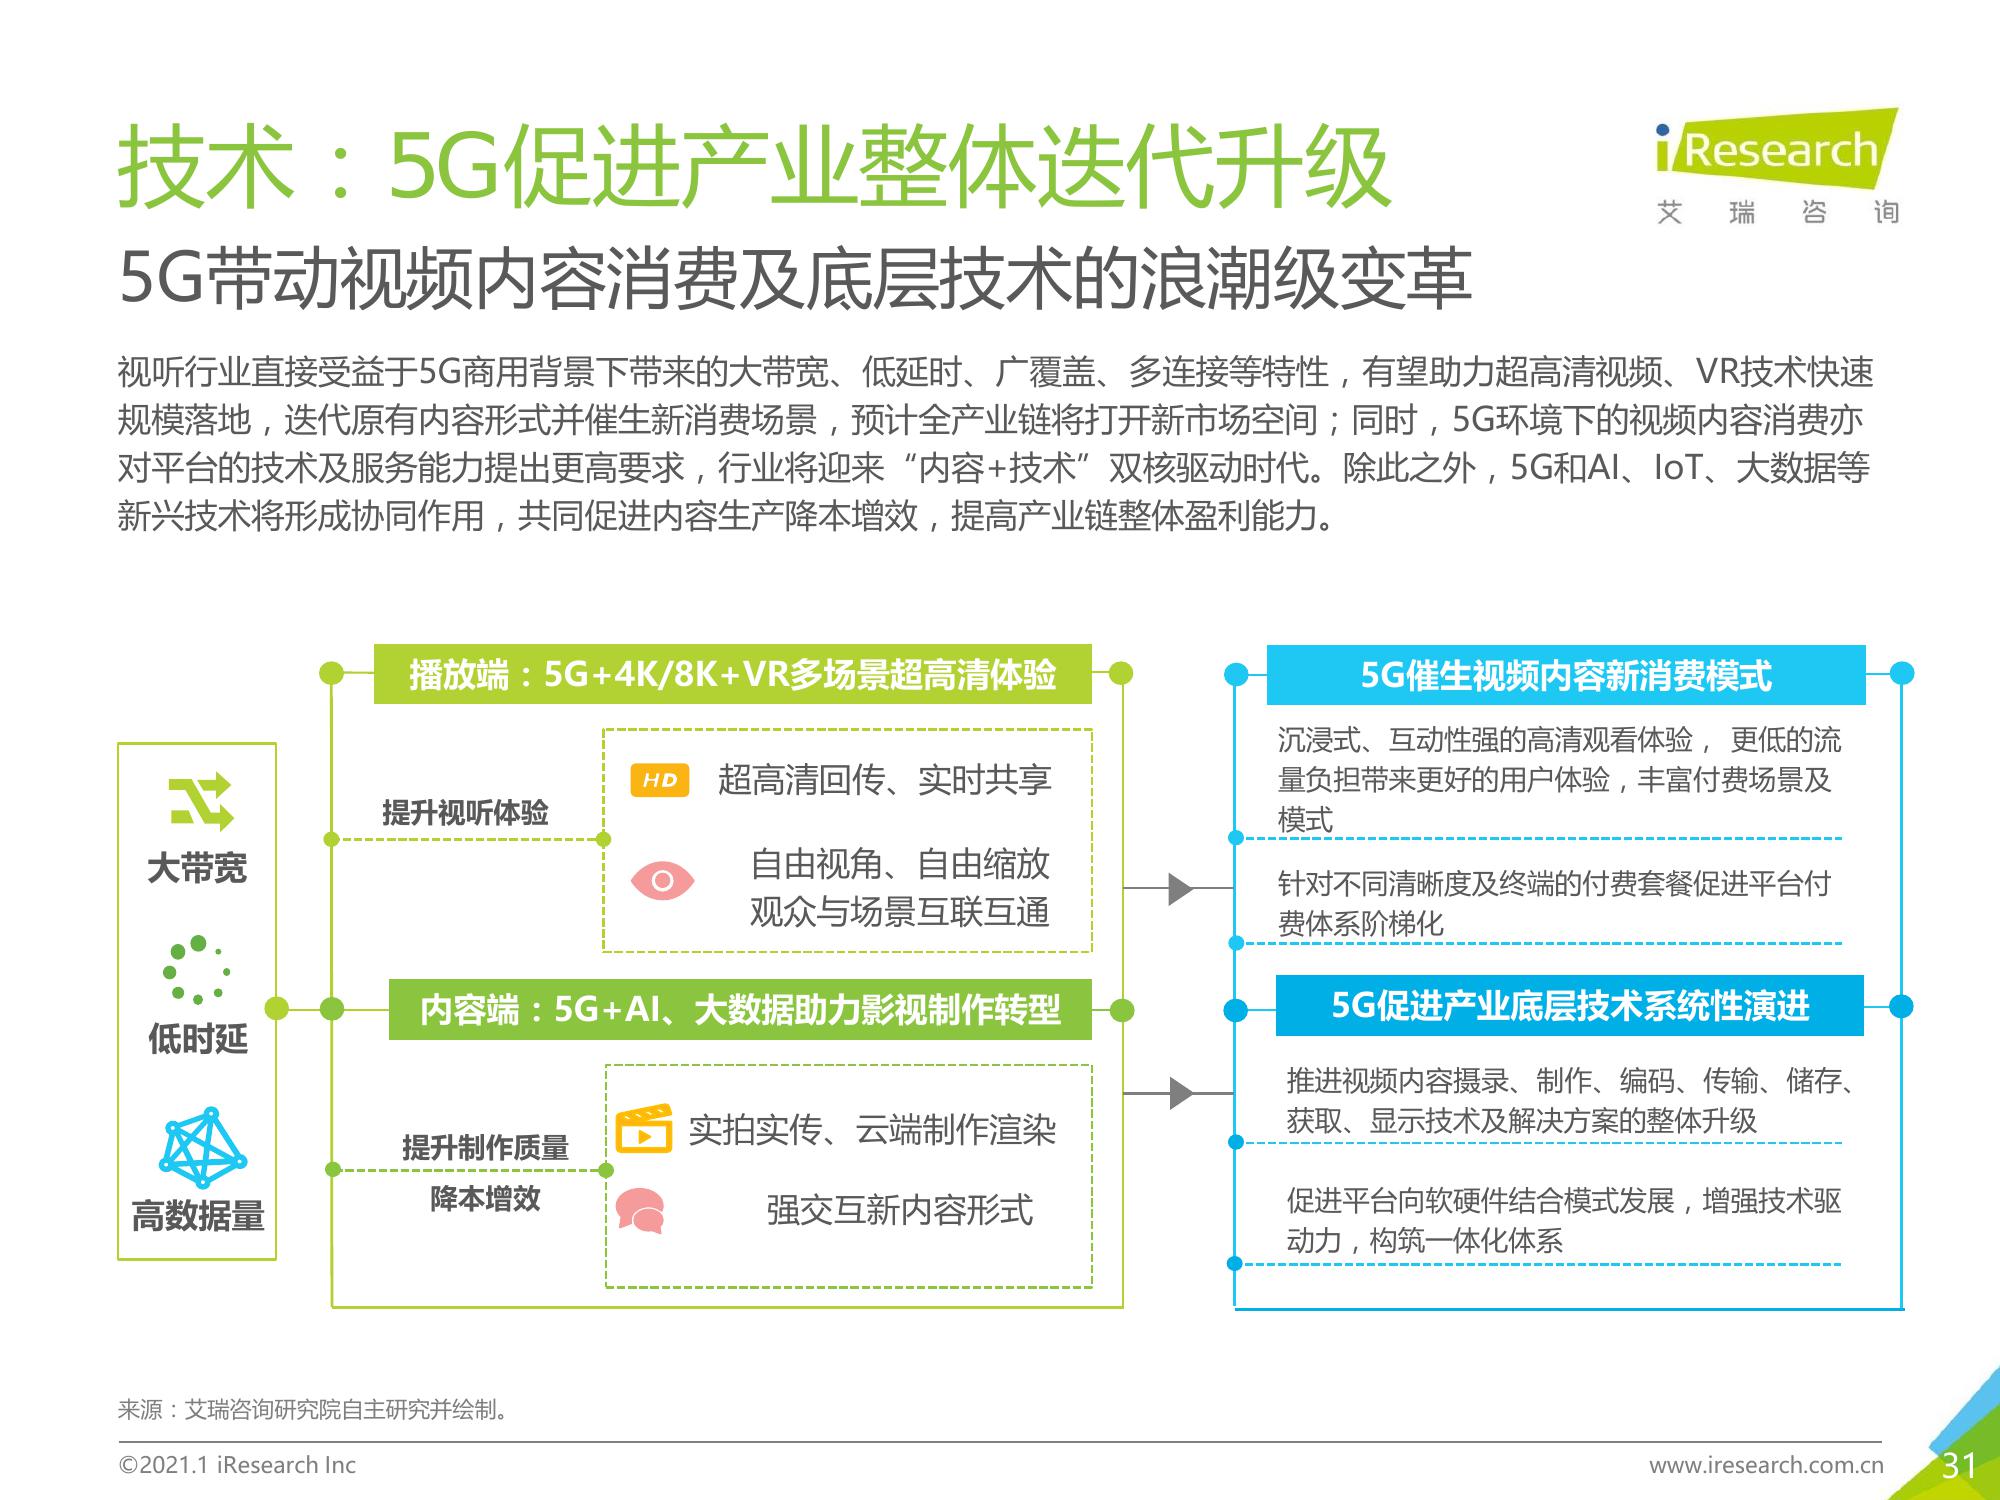 技术：5G促进产业整体迭代升级
iResearch
艾瑞咨询
5G带动视频内容消费及底层技术的浪潮级变革
视听行业直接受益于5G商用背景下带来的大带宽、低延时、广覆盖、多连接等特性，有望助力超高清视频、VR技术快速
规模落地，迭代原有内容形式并催生新消费场景，预计全产业链将打开新市场空间；同时，5G环境下的视频内容消费亦
对平台的技术及服务能力提出更高要求，行业将迎来“内容+技术”双核驱动时代。除此之外，5G和AI、IoT、大数据等
新兴技术将形成协同作用，共同促进内容生产降本增效，提高产业链整体盈利能力。
大带宽
低时延
高数据量
播放端：5G+4K/8K+VR多场景超高清体验
提升视听体验
HD
超高清回传、实时共享
自由视角、自由缩放
观众与场景互联互通
内容端：5G+AI、大数据助力影视制作转型
提升制作质量
降本增效
实拍实传、云端制作渲染
强交互新内容形式
5G催生视频内容新消费模式
沉浸式、互动性强的高清观看体验， 更低的流
量负担带来更好的用户体验，丰富付费场景及
模式
针对不同清晰度及终端的付费套餐促进平台付
费体系阶梯化
5G促进产业底层技术系统性演进
推进视频内容摄录、制作、编码、传输、储存、
获取、显示技术及解决方案的整体升级
促进平台向软硬件结合模式发展，增强技术驱
动力，构筑一体化体系
来源：艾瑞咨询研究院自主研究并绘制。
©2021.1 iResearch Inc
www.iresearch.com.cn
31